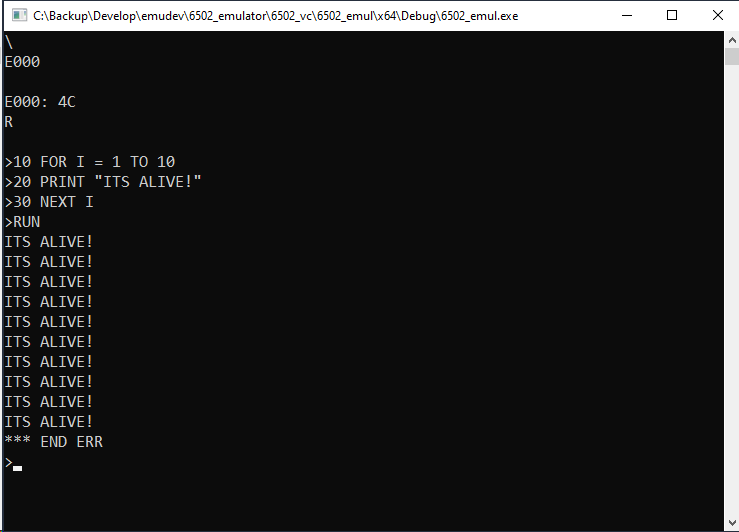 C:\Backup\Develop\emudev\6502_emulator\6502_vc\6502_emul\x64\Debug\6502_emul.exe
\
E000
E000: 4C
R
>10 FOR I = 1 TO 10
>20 PRINT "ITS ALIVE!"
>30 NEXT I
>RUN
ITS ALIVE!
ITS ALIVE!
ITS ALIVE!
ITS ALIVE!
ITS ALIVE!
ITS ALIVE!
ITS ALIVE!
ITS ALIVE!
ITS ALIVE!
ITS ALIVE!
*** END ERR
>